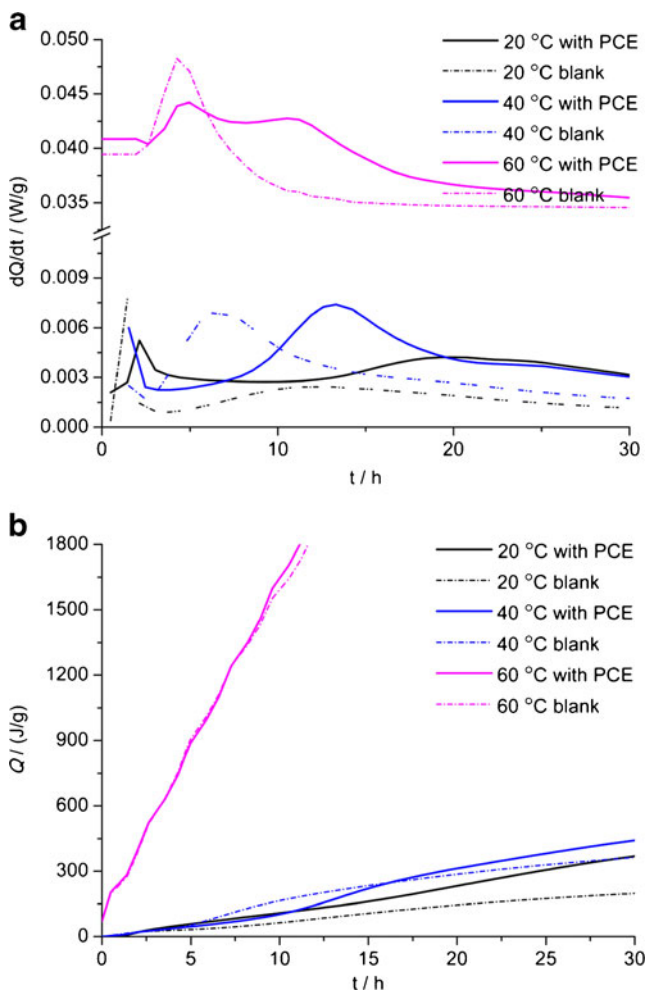 a
0.050
0.045
0.040
0.035
0.009
0.006
0.003
0.000
dQ/dt / (W/g)
20 °C with PCE
20 °C blank
40 °C with PCE
40 °C blank
60 °C with PCE
60 °C blank
0 10 20 30
t / h
b
1800
1500
1200
900
600
300
0
Q / (J/g)
20 °C with PCE
20 °C blank
40 °C with PCE
40 °C blank
60 °C with PCE
60 °C blank
0 5 10 15 20 25 30
t / h